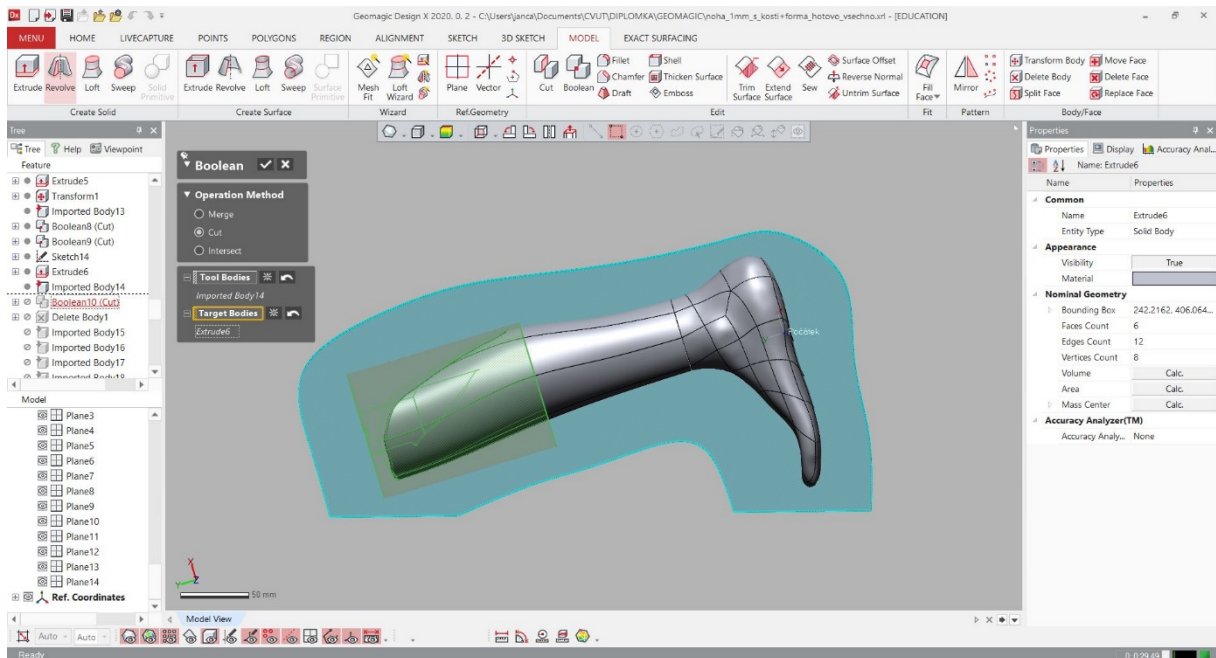 Geomagic Design X 2020. 0. 2 - C:\Users\janca\Documents\CVUT\DIPLOMKA\GEOMAGIC\noha_1mm_s_kosti+forma_hotovo_vsechno.xrl - [EDUCATION]
MENU HOME LIVECAPTURE POINTS POLYGONS REGION ALIGNMENT SKETCH 3D SKETCH MODEL EXACT SURFACING
Fillet Shell Surface Offset Transform Body Move Face
Chamfer Thicken Surface Reverse Normal Delete Body Delete Face
Draft Emboss Untrim Surface Split Face Replace Face
Extrude Revolve Loft Sweep Solid Primitive
Extrude Revolve Loft Sweep Surface Primitive
Mesh Fit Loft Wizard
Plane Vector
Cut Boolean
Trim Surface Extend Surface Sew
Fill Face
Mirror
Create Solid Create Surface Wizard Ref.Geometry Edit Fit Pattern Body/Face
Tree
Tree Help Viewpoint
Feature
Extrude5
Transform1
Imported Body13
Boolean8 (Cut)
Boolean9 (Cut)
Sketch14
Extrude6
Imported Body14
Boolean10 (Cut)
Delete Body1
Imported Body15
Imported Body16
Imported Body17
Imported Body18
Model
Plane3
Plane4
Plane5
Plane6
Plane7
Plane8
Plane9
Plane10
Plane11
Plane12
Plane13
Plane14
Ref. Coordinates
Boolean
Operation Method
Merge
Cut
Intersect
Tool Bodies
Imported Body14
Target Bodies
Extrude6
Počátek
X
Y
Z
50 mm
Model View
Properties
Properties Display Accuracy Anal...
Name: Extrude6
Name Properties
Common
Name Extrude6
Entity Type Solid Body
Appearance
Visibility True
Material
Nominal Geometry
Bounding Box 242,2162, 406,064...
Faces Count 6
Edges Count 12
Vertices Count 8
Volume Calc.
Area Calc.
Mass Center Calc.
Accuracy Analyzer(TM)
Accuracy Analy... None
Auto Auto
Ready
0: 0:29.49